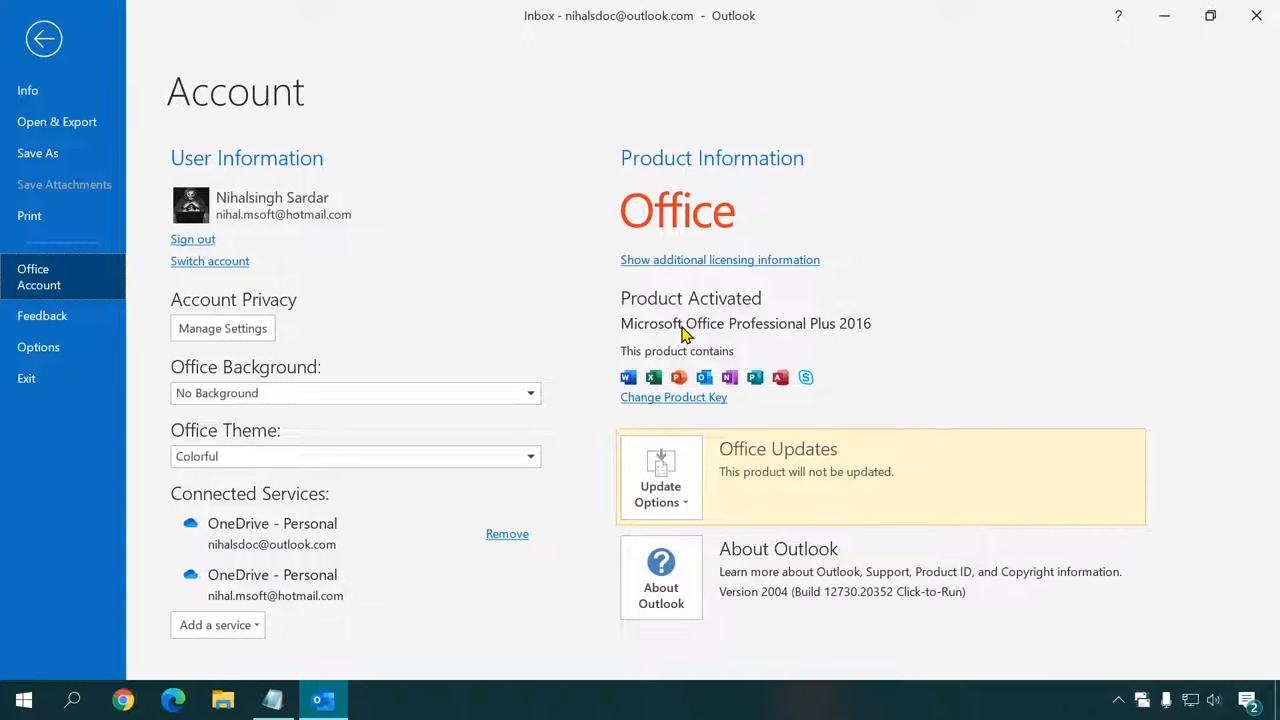 Inbox - nihalsdoc@outlook.com - Outlook
?
Info
Open & Export
Save As
Save Attachments
Print
Office
Account
Feedback
Options
Exit
Account
User Information
Nihalsingh Sardar
nihal.msoft@hotmail.com
Sign out
Switch account
Account Privacy
Manage Settings
Office Background:
No Background
Office Theme:
Colorful
Connected Services:
OneDrive - Personal
nihalsdoc@outlook.com
Remove
OneDrive - Personal
nihal.msoft@hotmail.com
Add a service
Product Information
Office
Show additional licensing information
Product Activated
Microsoft Office Professional Plus 2016
This product contains
Change Product Key
Update
Options
Office Updates
This product will not be updated.
?
About
Outlook
About Outlook
Learn more about Outlook, Support, Product ID, and Copyright information.
Version 2004 (Build 12730.20352 Click-to-Run)
2